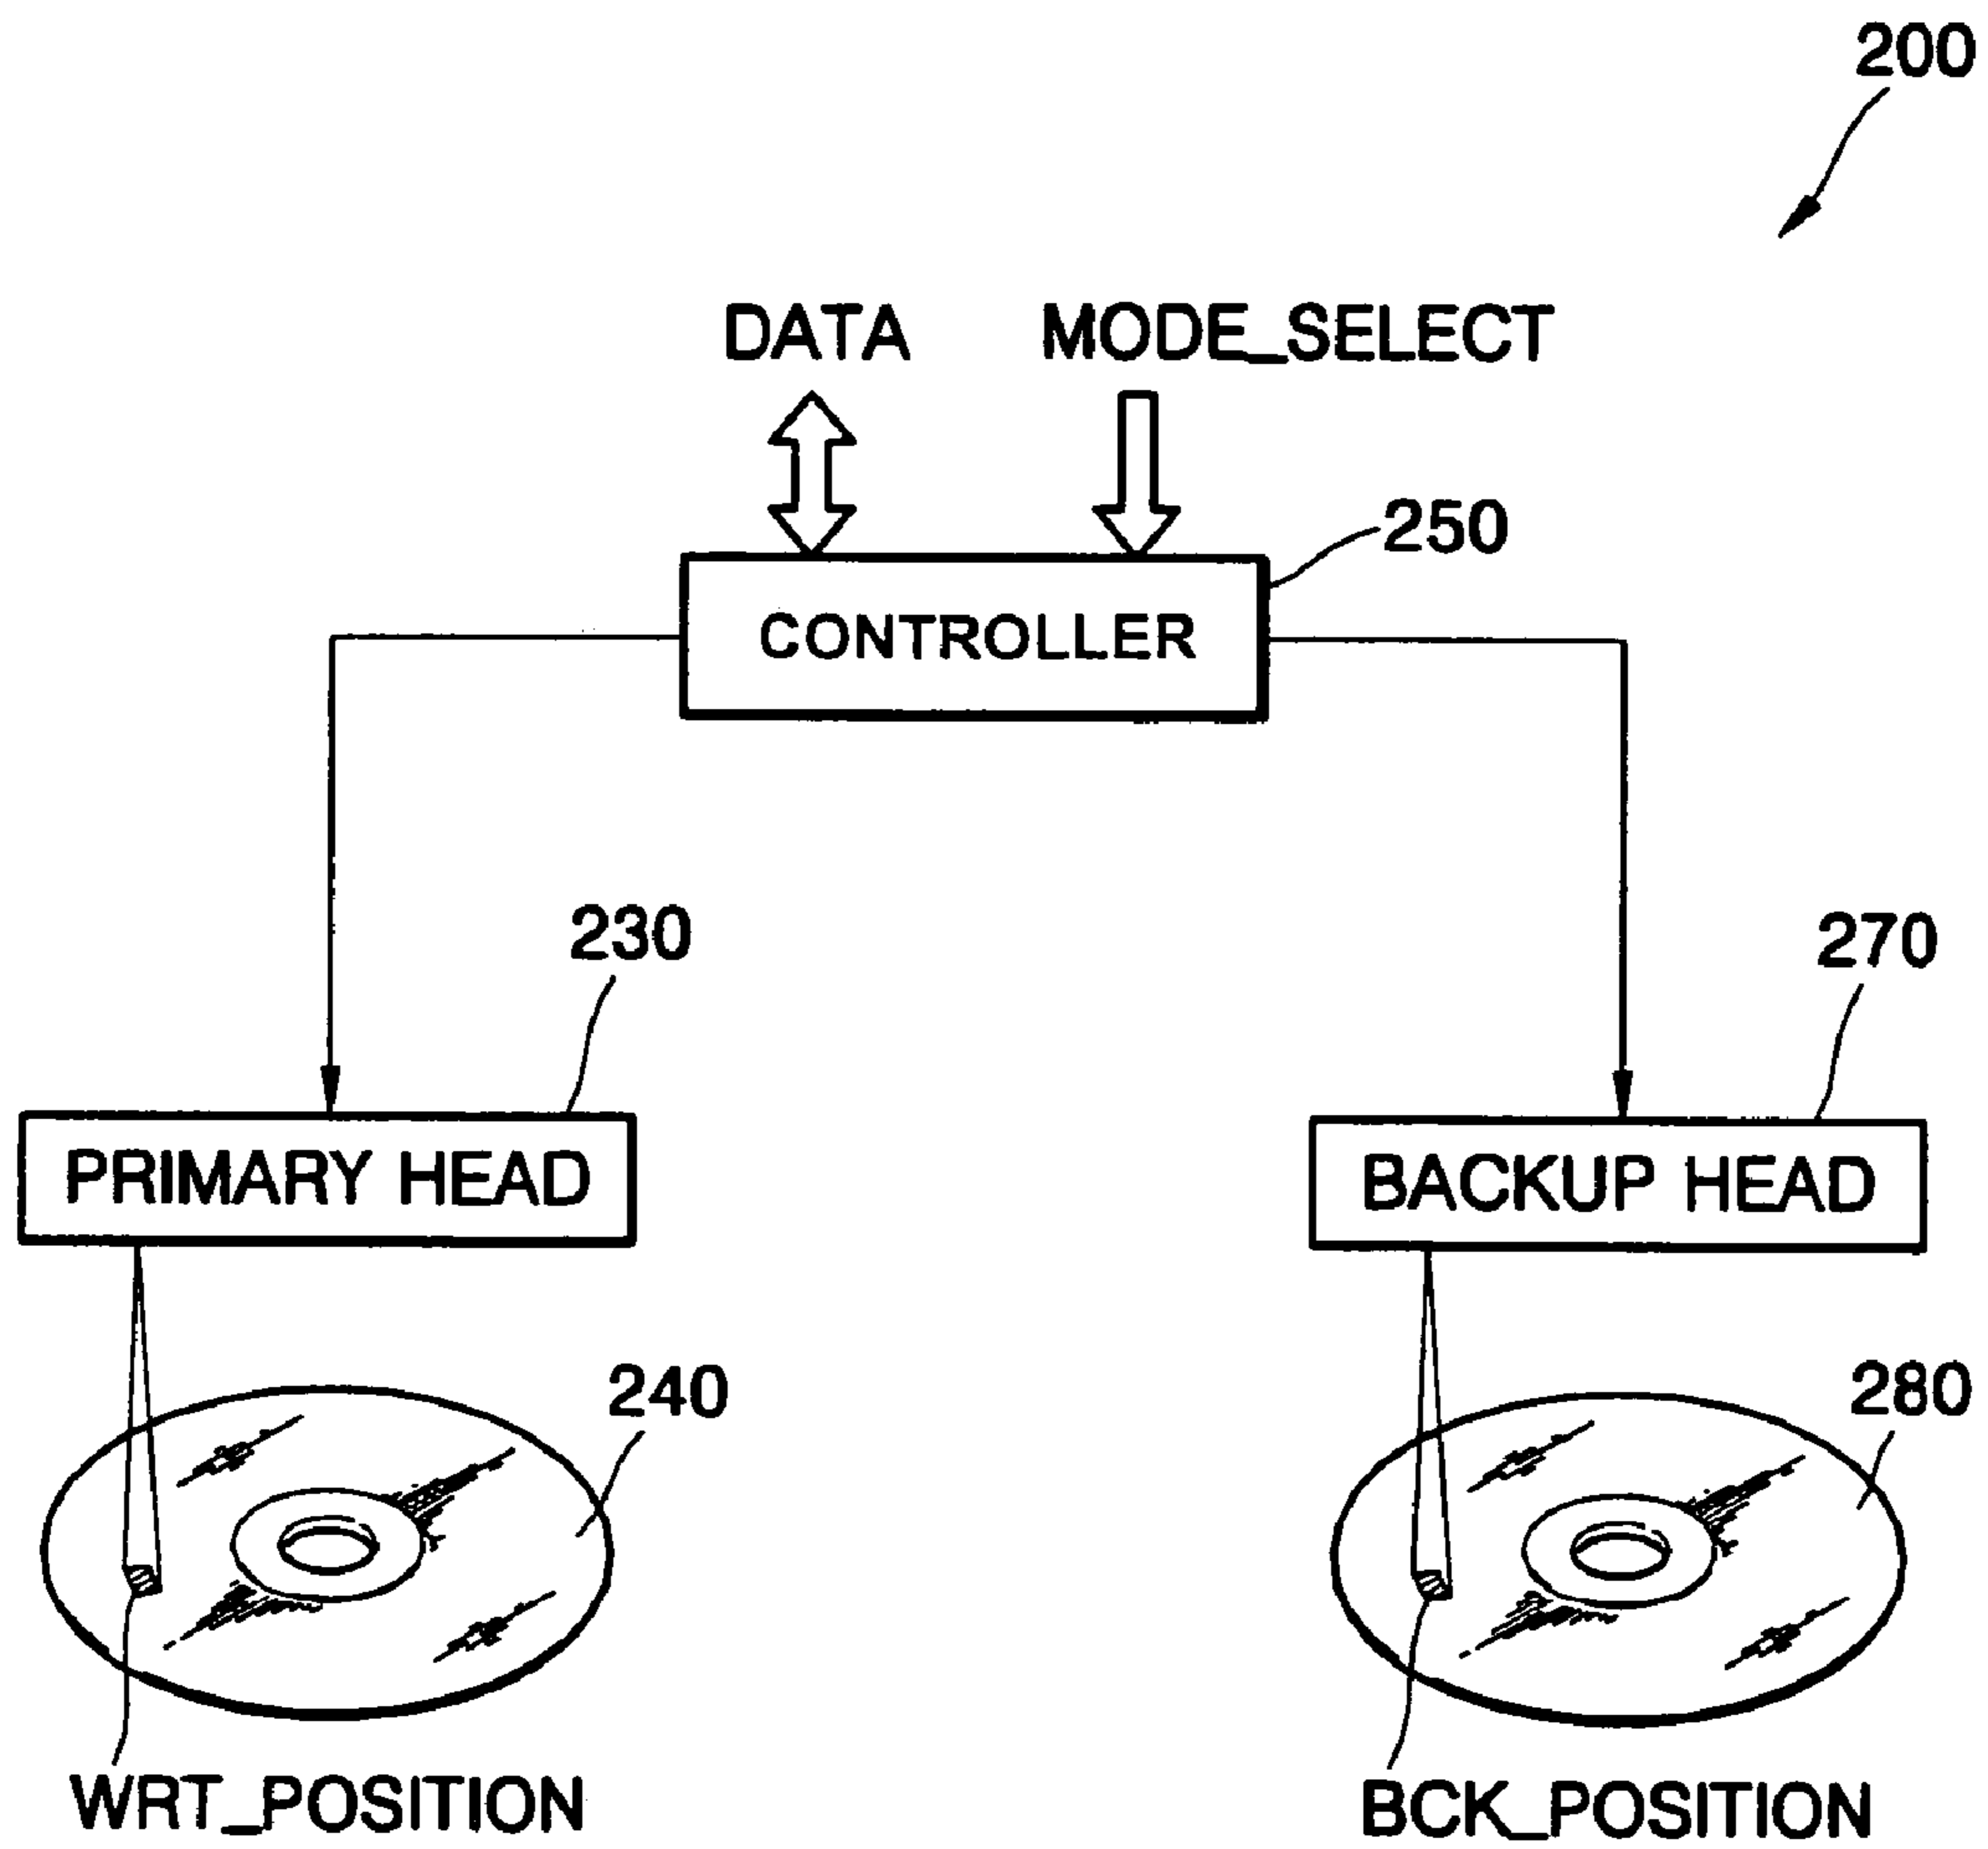 200
DATA MODE_SELECT
250
CONTROLLER
230
270
PRIMARY HEAD
BACKUP HEAD
240
280
WRT_POSITION
BCK_POSITION